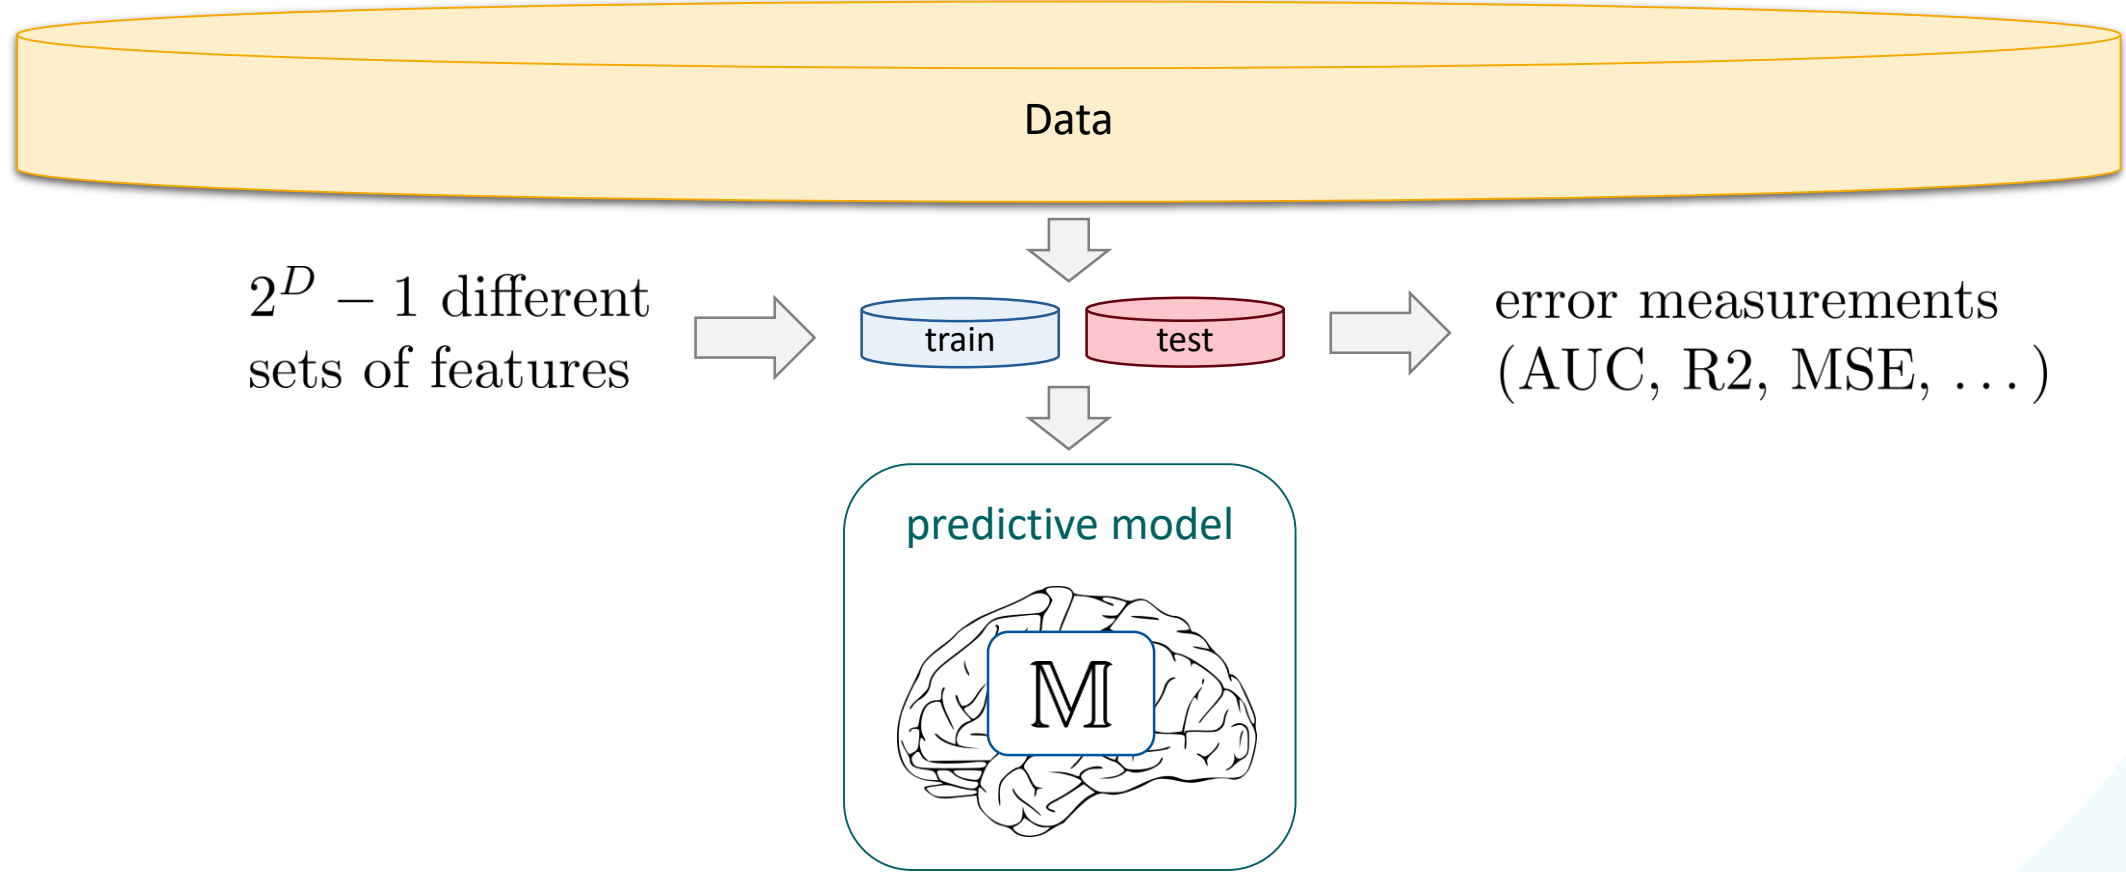 Data
2^D − 1 different
sets of features
train
test
error measurements
(AUC, R2, MSE, ...)
predictive model
𝕄